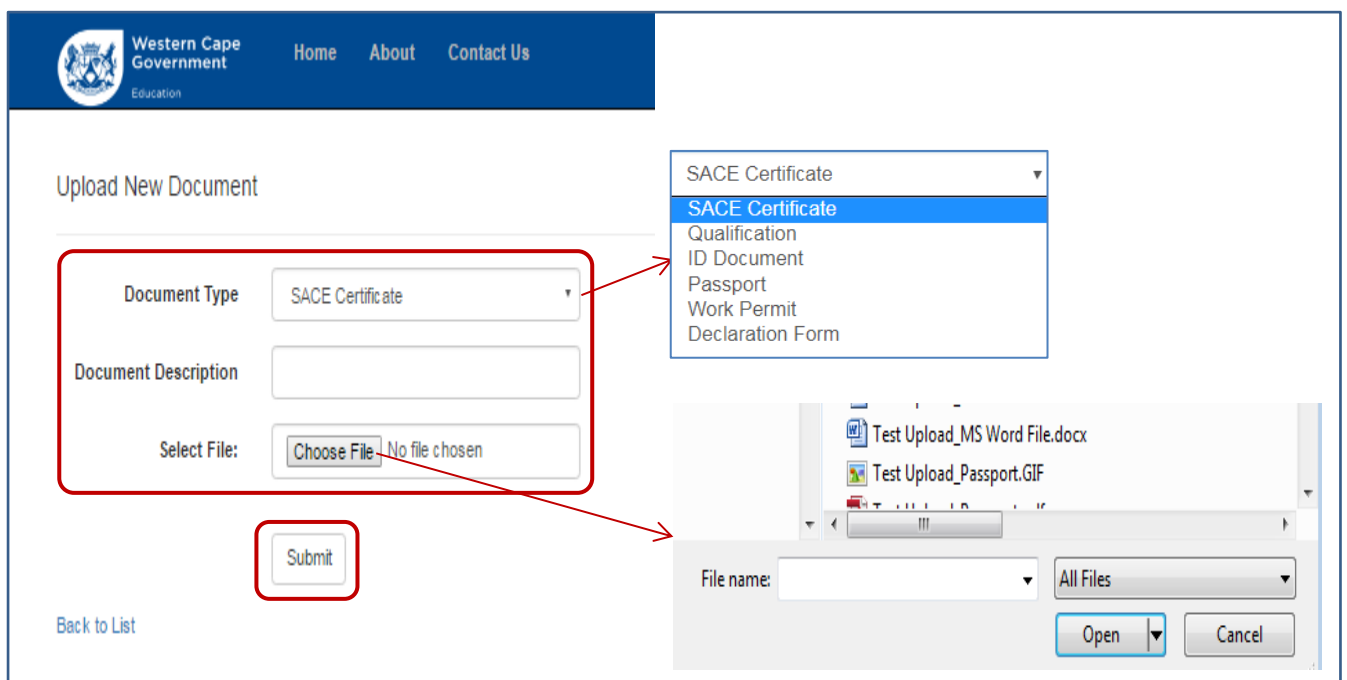 Western Cape
Government
Education
Home About Contact Us
Upload New Document
Document Type SACE Certificate
Document Description
Select File: Choose File No file chosen
Submit
Back to List
SACE Certificate
SACE Certificate
Qualification
ID Document
Passport
Work Permit
Declaration Form
Test Upload_MS Word File.docx
Test Upload_Passport.GIF
File name: All Files
Open Cancel